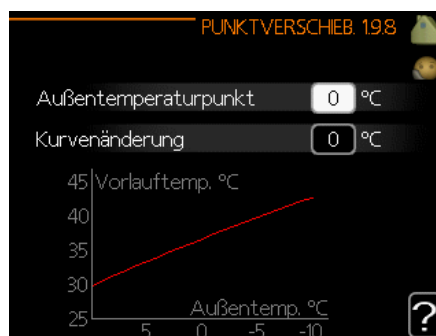 PUNKTVERSCHIEB. 1.9.8
Außentemperaturpunkt 0 °C
Kurvenänderung 0 °C
45 Vorlauftemp. °C
40
35
30
25
Außentemp. °C
5 0 -5 -10
?